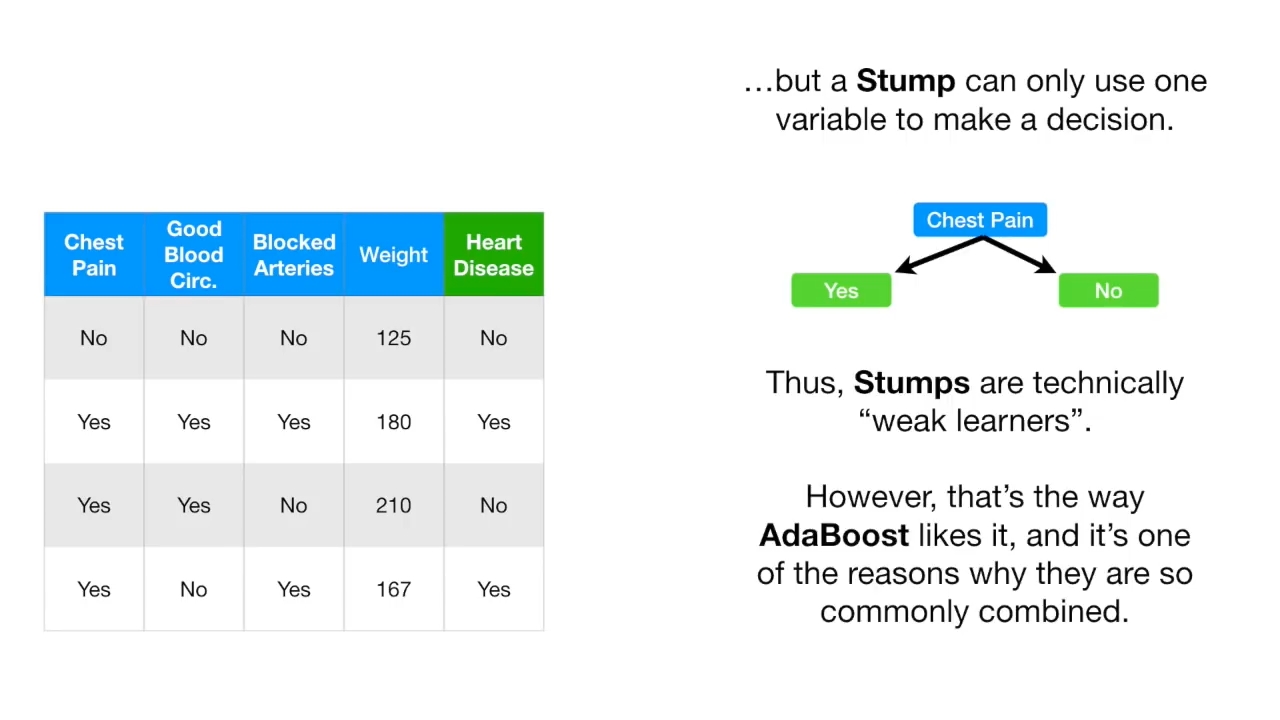 …but a Stump can only use one
variable to make a decision.
Chest Pain
Yes No
Thus, Stumps are technically
“weak learners”.
However, that’s the way
AdaBoost likes it, and it’s one
of the reasons why they are so
commonly combined.
Chest Pain Good Blood Circ. Blocked Arteries Weight Heart Disease
No No No 125 No
Yes Yes Yes 180 Yes
Yes Yes No 210 No
Yes No Yes 167 Yes